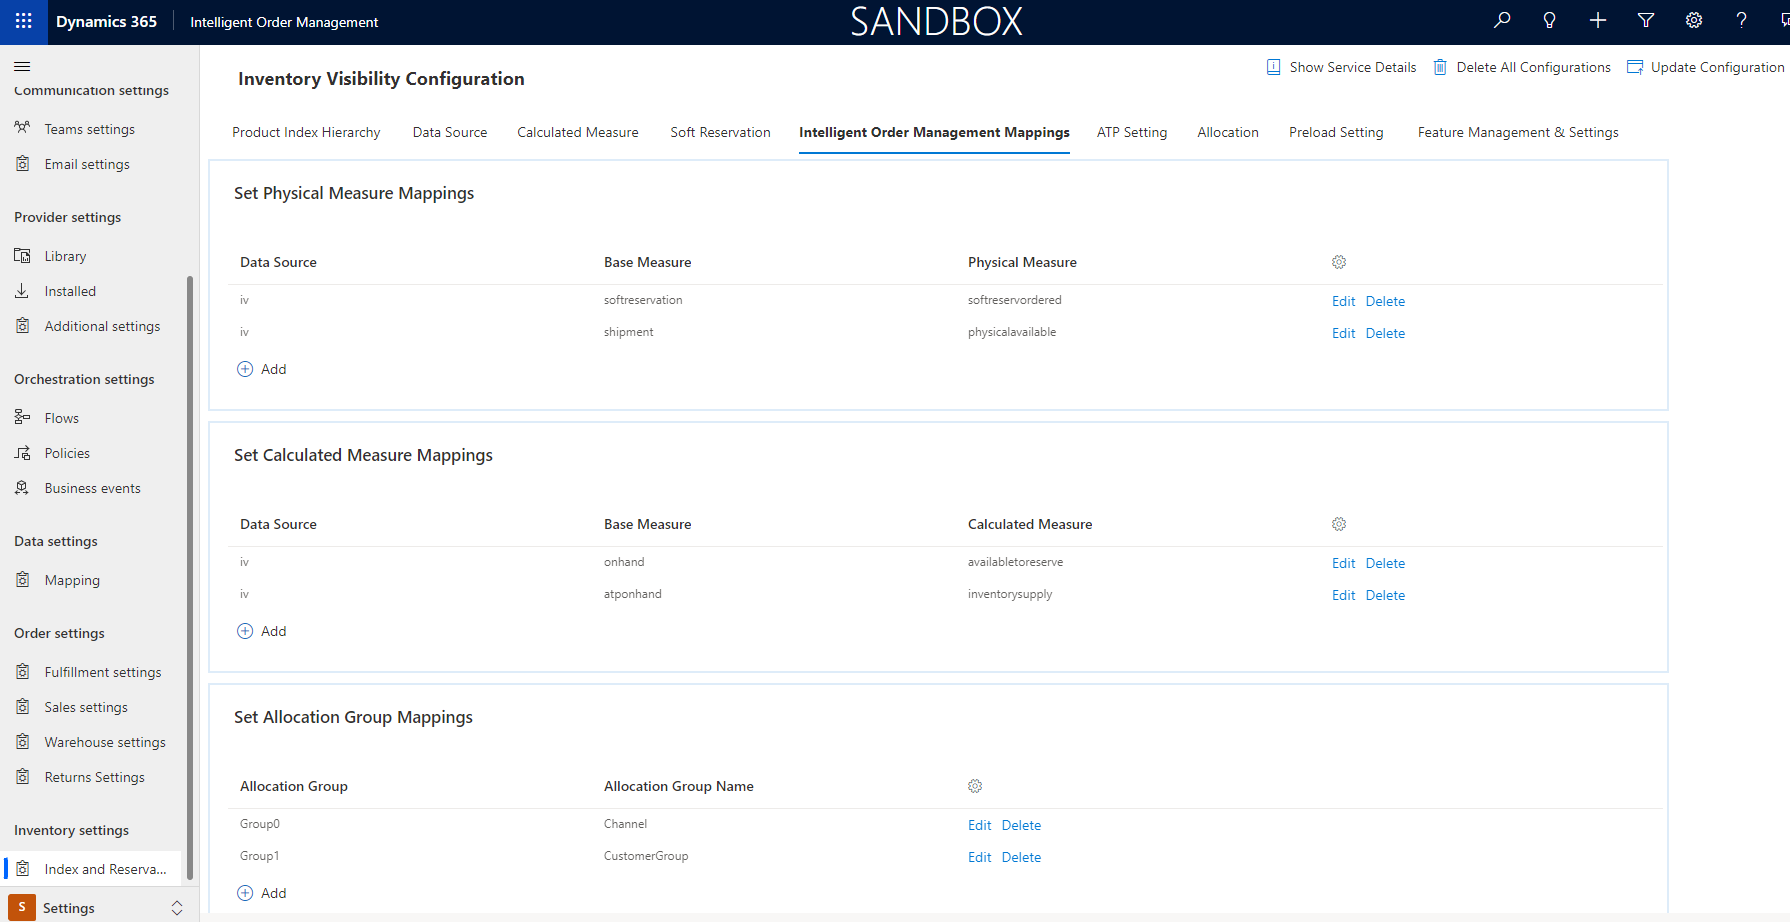 Dynamics 365 Intelligent Order Management SANDBOX
Inventory Visibility Configuration
Show Service Details Delete All Configurations Update Configuration
Product Index Hierarchy Data Source Calculated Measure Soft Reservation Intelligent Order Management Mappings ATP Setting Allocation Preload Setting Feature Management & Settings
Communication settings
Teams settings
Email settings
Provider settings
Library
Installed
Additional settings
Orchestration settings
Flows
Policies
Business events
Data settings
Mapping
Order settings
Fulfillment settings
Sales settings
Warehouse settings
Returns Settings
Inventory settings
Index and Reserva...
S Settings
Set Physical Measure Mappings
Data Source Base Measure Physical Measure
iv softreservation softreservordered Edit Delete
iv shipment physicalavailable Edit Delete
Add
Set Calculated Measure Mappings
Data Source Base Measure Calculated Measure
iv onhand availabletoreserve Edit Delete
iv atponhand inventorysupply Edit Delete
Add
Set Allocation Group Mappings
Allocation Group Allocation Group Name
Group0 Channel Edit Delete
Group1 CustomerGroup Edit Delete
Add